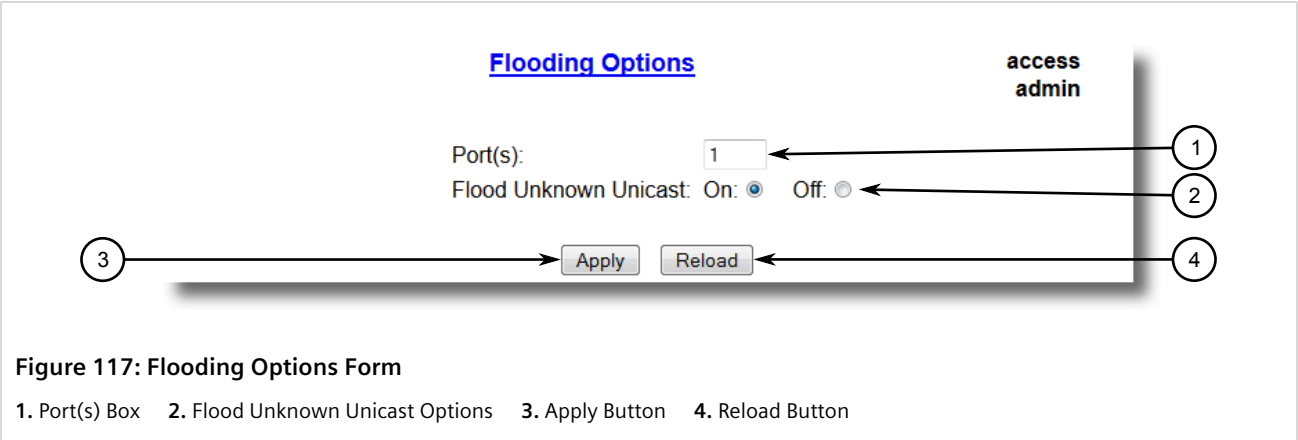 Flooding Options
access
admin
Port(s): 1
Flood Unknown Unicast: On: Off:
1
2
3
Apply Reload
4
Figure 117: Flooding Options Form
1. Port(s) Box 2. Flood Unknown Unicast Options 3. Apply Button 4. Reload Button